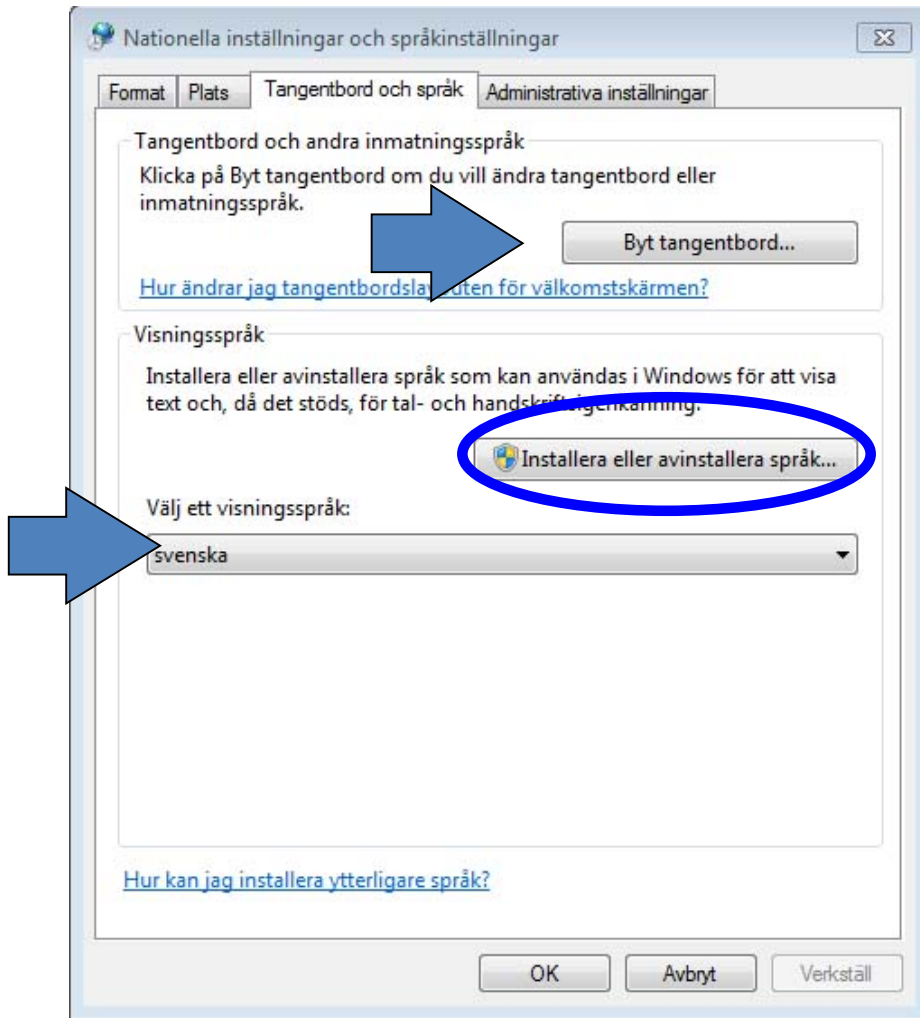 Nationella inställningar och språkinställningar
Format Plats Tangentbord och språk Administrativa inställningar
Tangentbord och andra inmatningsspråk
Klicka på Byt tangentbord om du vill ändra tangentbord eller
inmatningsspråk.
Byt tangentbord...
Hur ändrar jag tangentbordslayouten för välkomstskärmen?
Visningsspråk
Installera eller avinstallera språk som kan användas i Windows för att visa
text och, då det stöds, för tal- och handskriftsigenkänning.
Installera eller avinstallera språk...
Välj ett visningsspråk:
svenska
Hur kan jag installera ytterligare språk?
OK Avbryt Verkställ